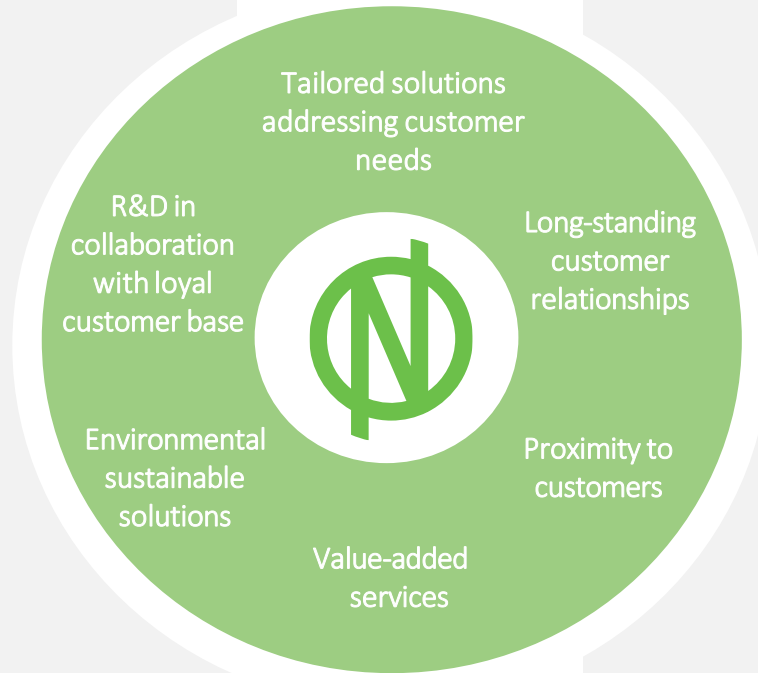 Tailored solutions
addressing customer
needs
Long-standing
customer
relationships
Proximity to
customers
Value-added
services
Environmental
sustainable
solutions
R&D in
collaboration
with loyal
customer base